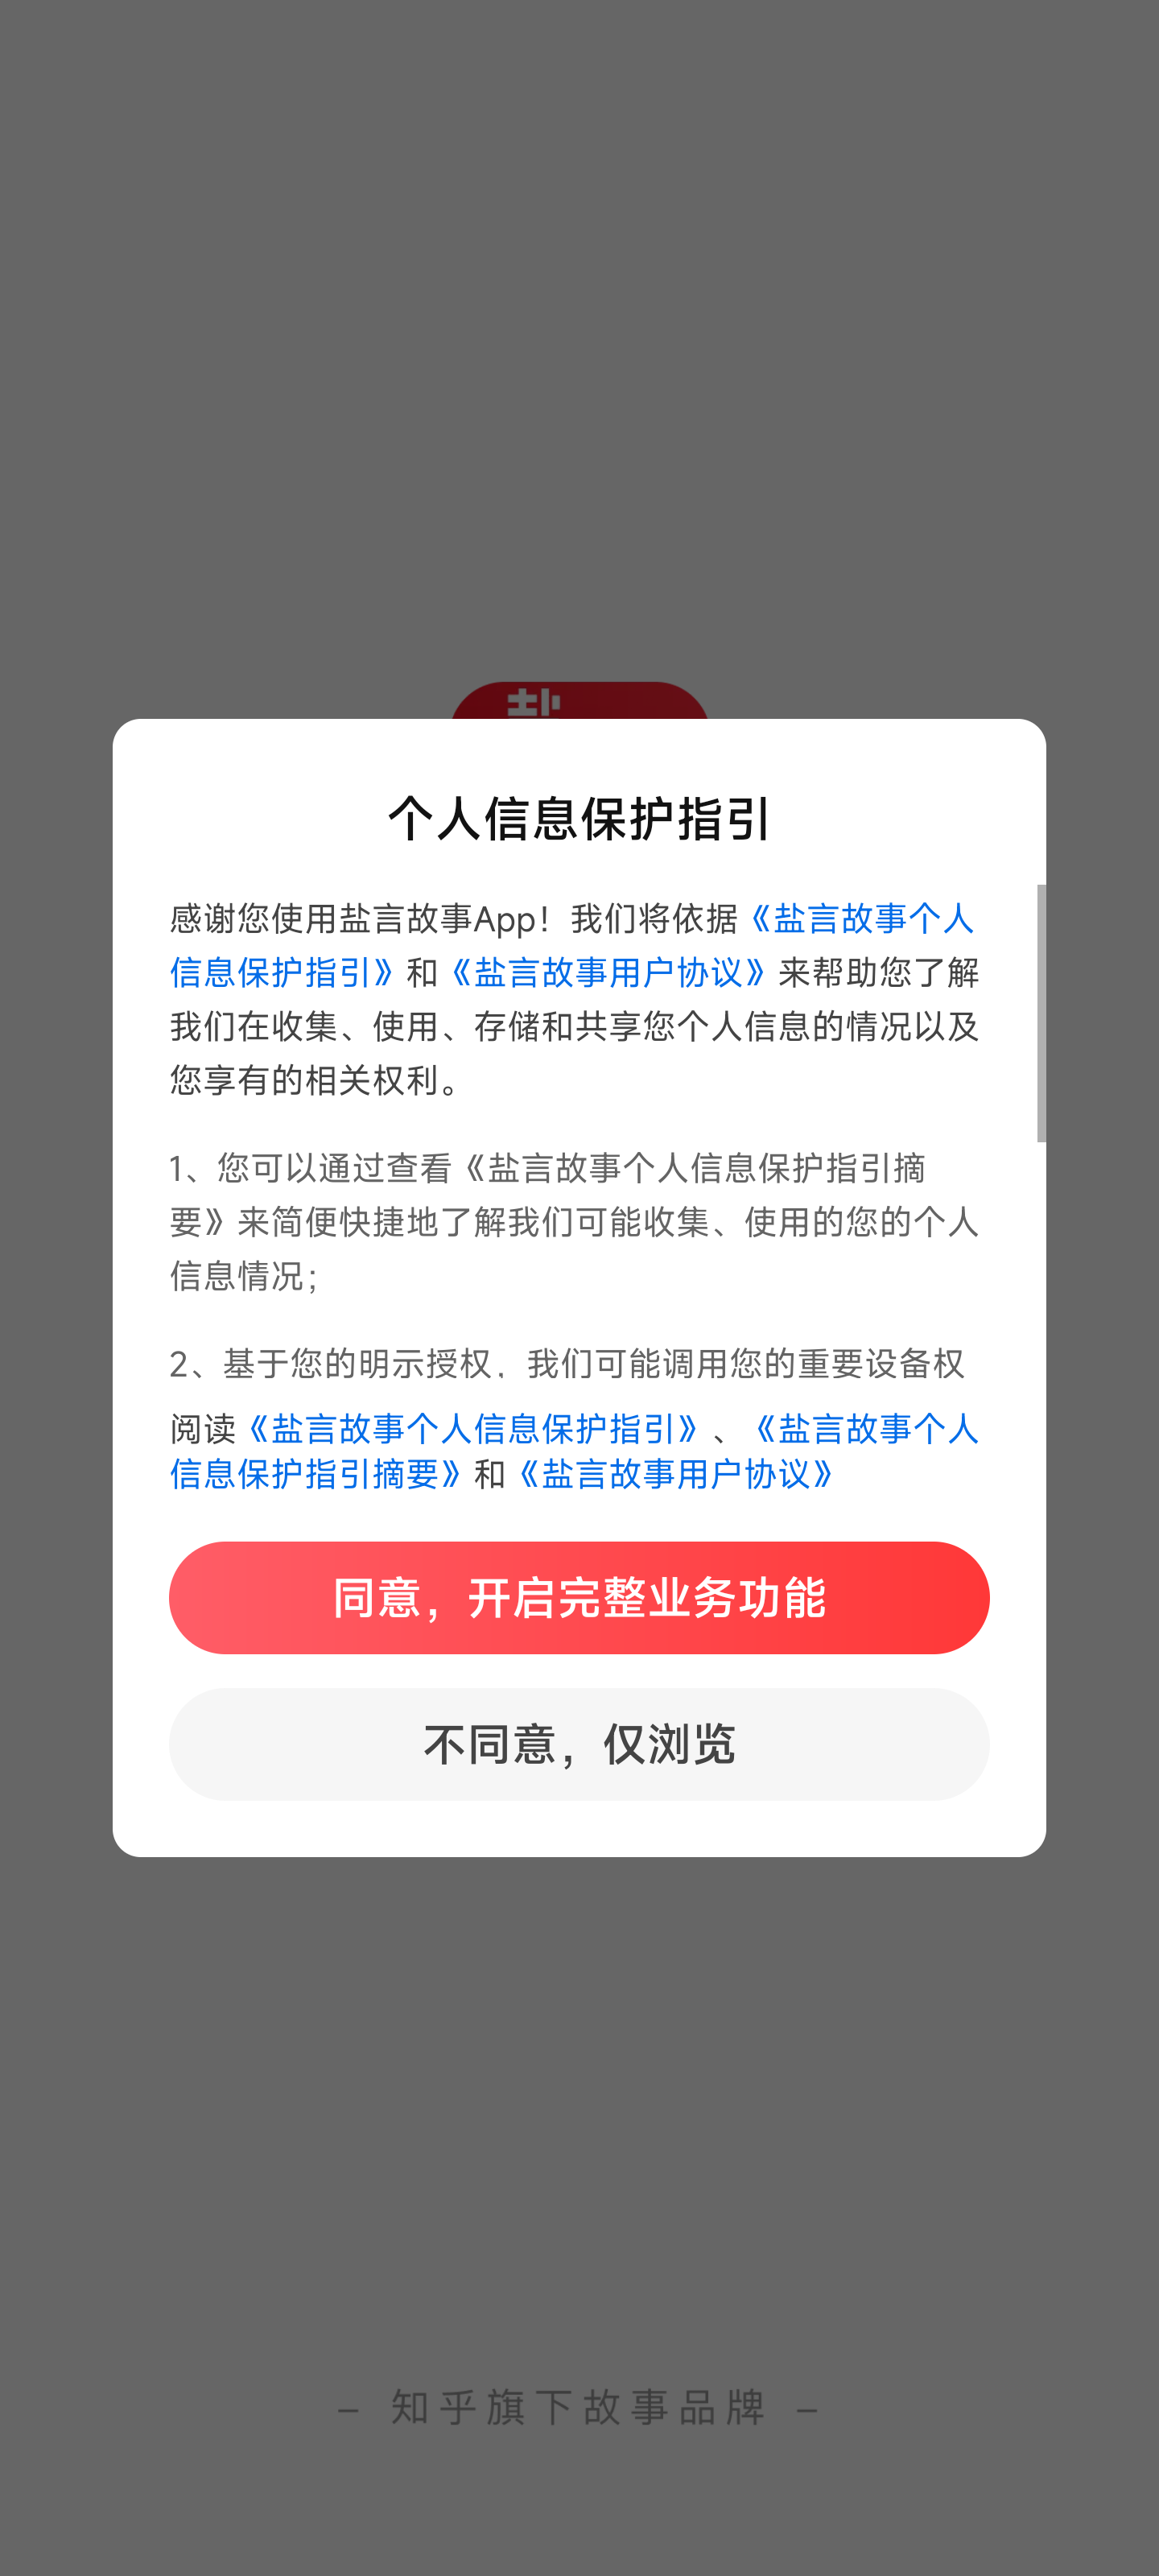 个人信息保护指引
感谢您使用盐言故事App！我们将依据《盐言故事个人
信息保护指引》和《盐言故事用户协议》来帮助您了解
我们在收集、使用、存储和共享您个人信息的情况以及
您享有的相关权利。
1、您可以通过查看《盐言故事个人信息保护指引摘
要》来简便快捷地了解我们可能收集、使用的您的个人
信息情况；
2、基于您的明示授权，我们可能调用您的重要设备权
阅读《盐言故事个人信息保护指引》、《盐言故事个人
信息保护指引摘要》和《盐言故事用户协议》
同意，开启完整业务功能
不同意，仅浏览
– 知乎旗下故事品牌 –